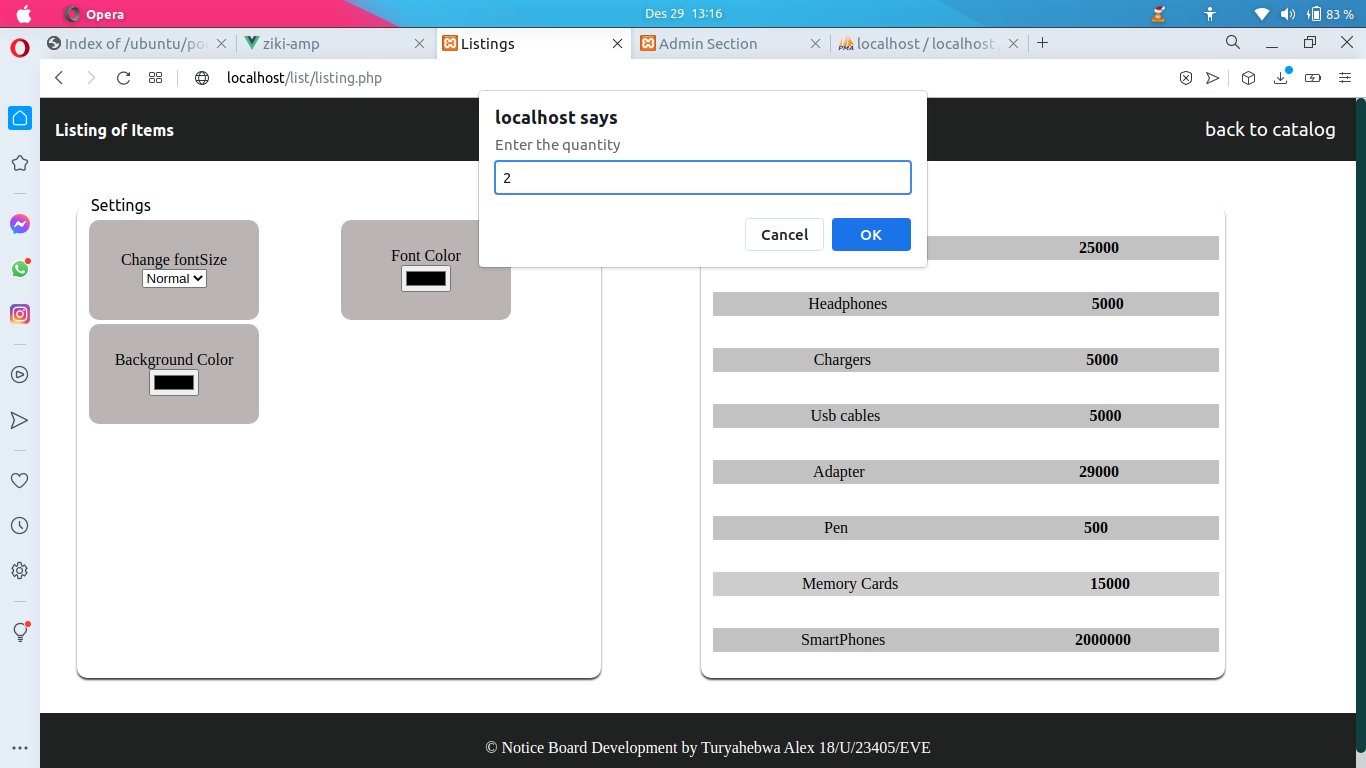 Opera
Des 29 13:16
83 %
Index of /ubuntu/po
ziki-amp
Listings
Admin Section
localhost / localhost
localhost/list/listing.php
Listing of Items
back to catalog
localhost says
Enter the quantity
2
Cancel
OK
Settings
Change fontSize
Normal
Font Color
Background Color
25000
Headphones 5000
Chargers 5000
Usb cables 5000
Adapter 29000
Pen 500
Memory Cards 15000
SmartPhones 2000000
© Notice Board Development by Turyahebwa Alex 18/U/23405/EVE